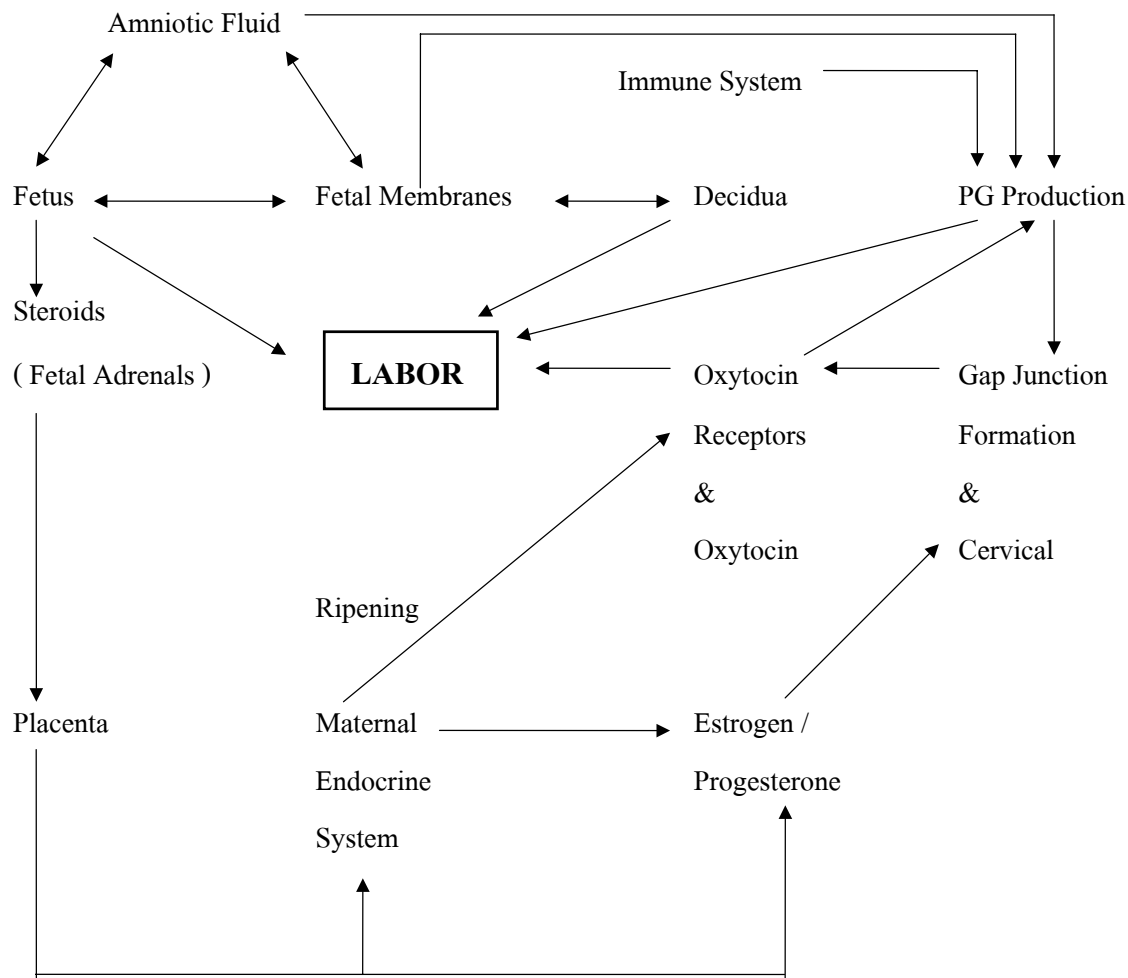 Amniotic Fluid
Immune System
Fetus Fetal Membranes Decidua PG Production
Steroids
( Fetal Adrenals ) LABOR Oxytocin Gap Junction
Receptors Formation
& &
Oxytocin Cervical
Ripening
Placenta Maternal Estrogen /
Endocrine Progesterone
System